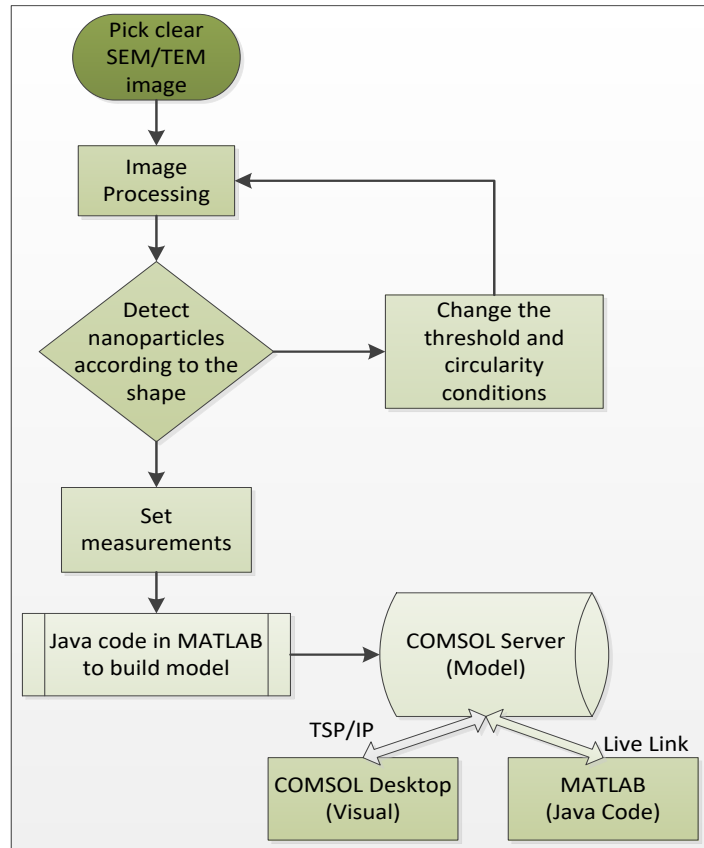 Pick clear
SEM/TEM
image
Image
Processing
Detect
nanoparticles
according to the
shape
Change the
threshold and
circularity
conditions
Set
measurements
Java code in MATLAB
to build model
COMSOL Server
(Model)
TSP/IP
Live Link
COMSOL Desktop
(Visual)
MATLAB
(Java Code)